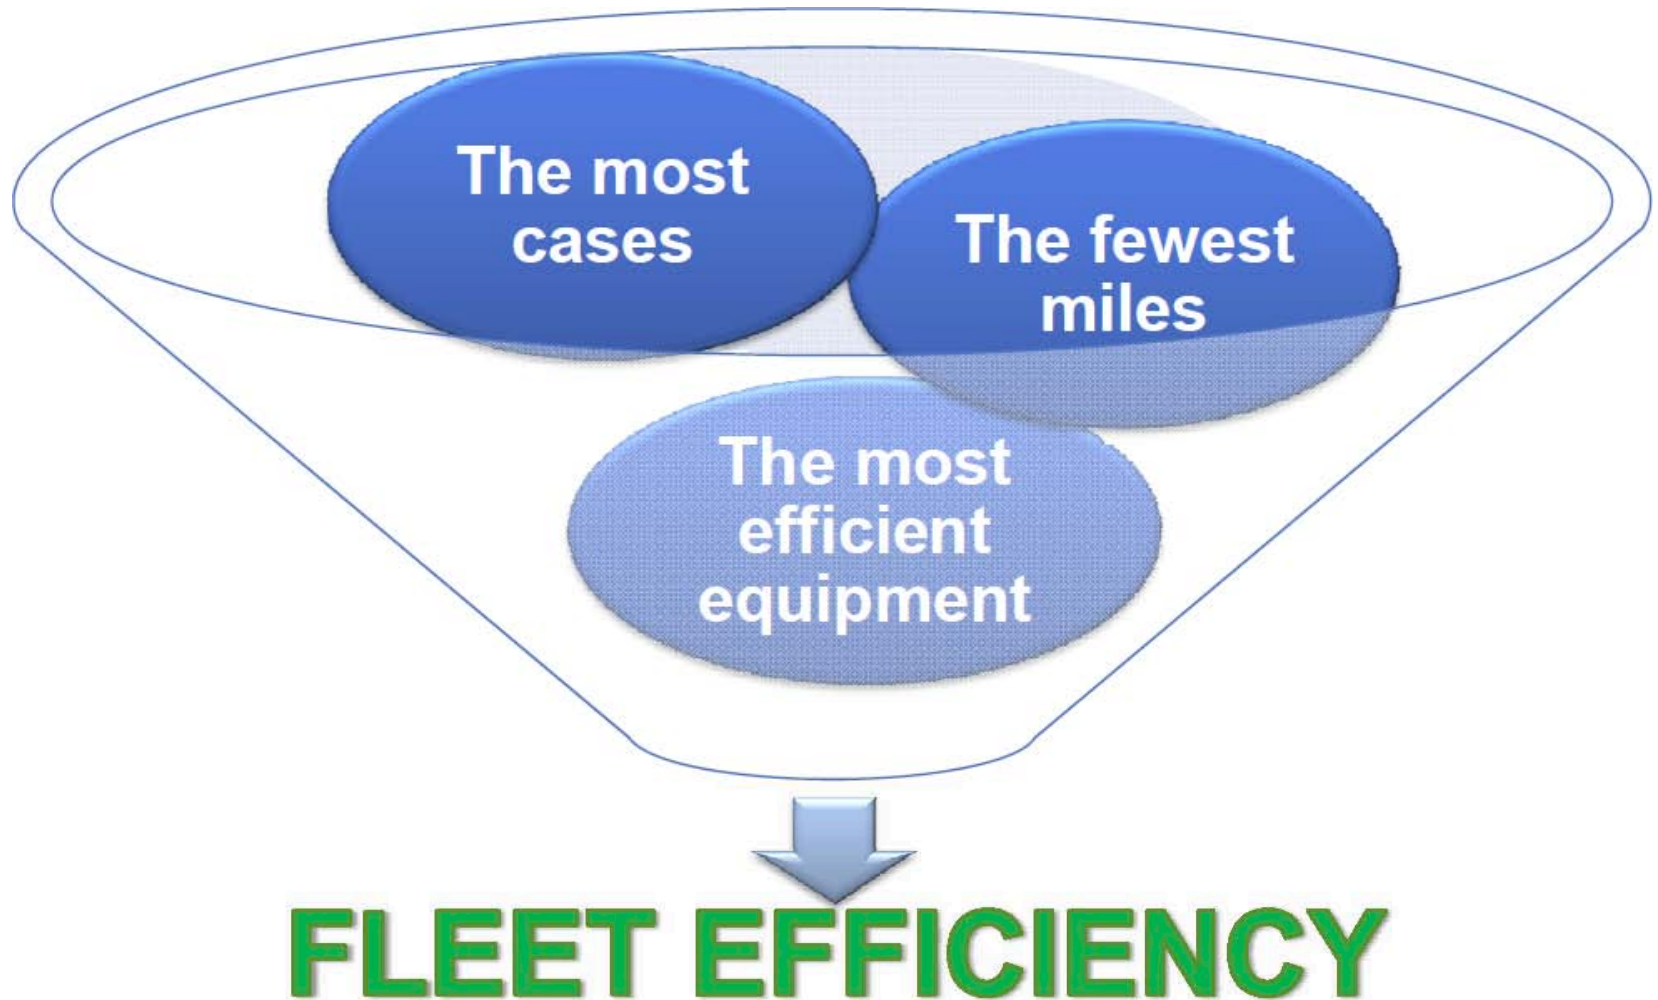 The most
cases
The fewest
miles
The most
efficient
equipment
FLEET EFFICIENCY